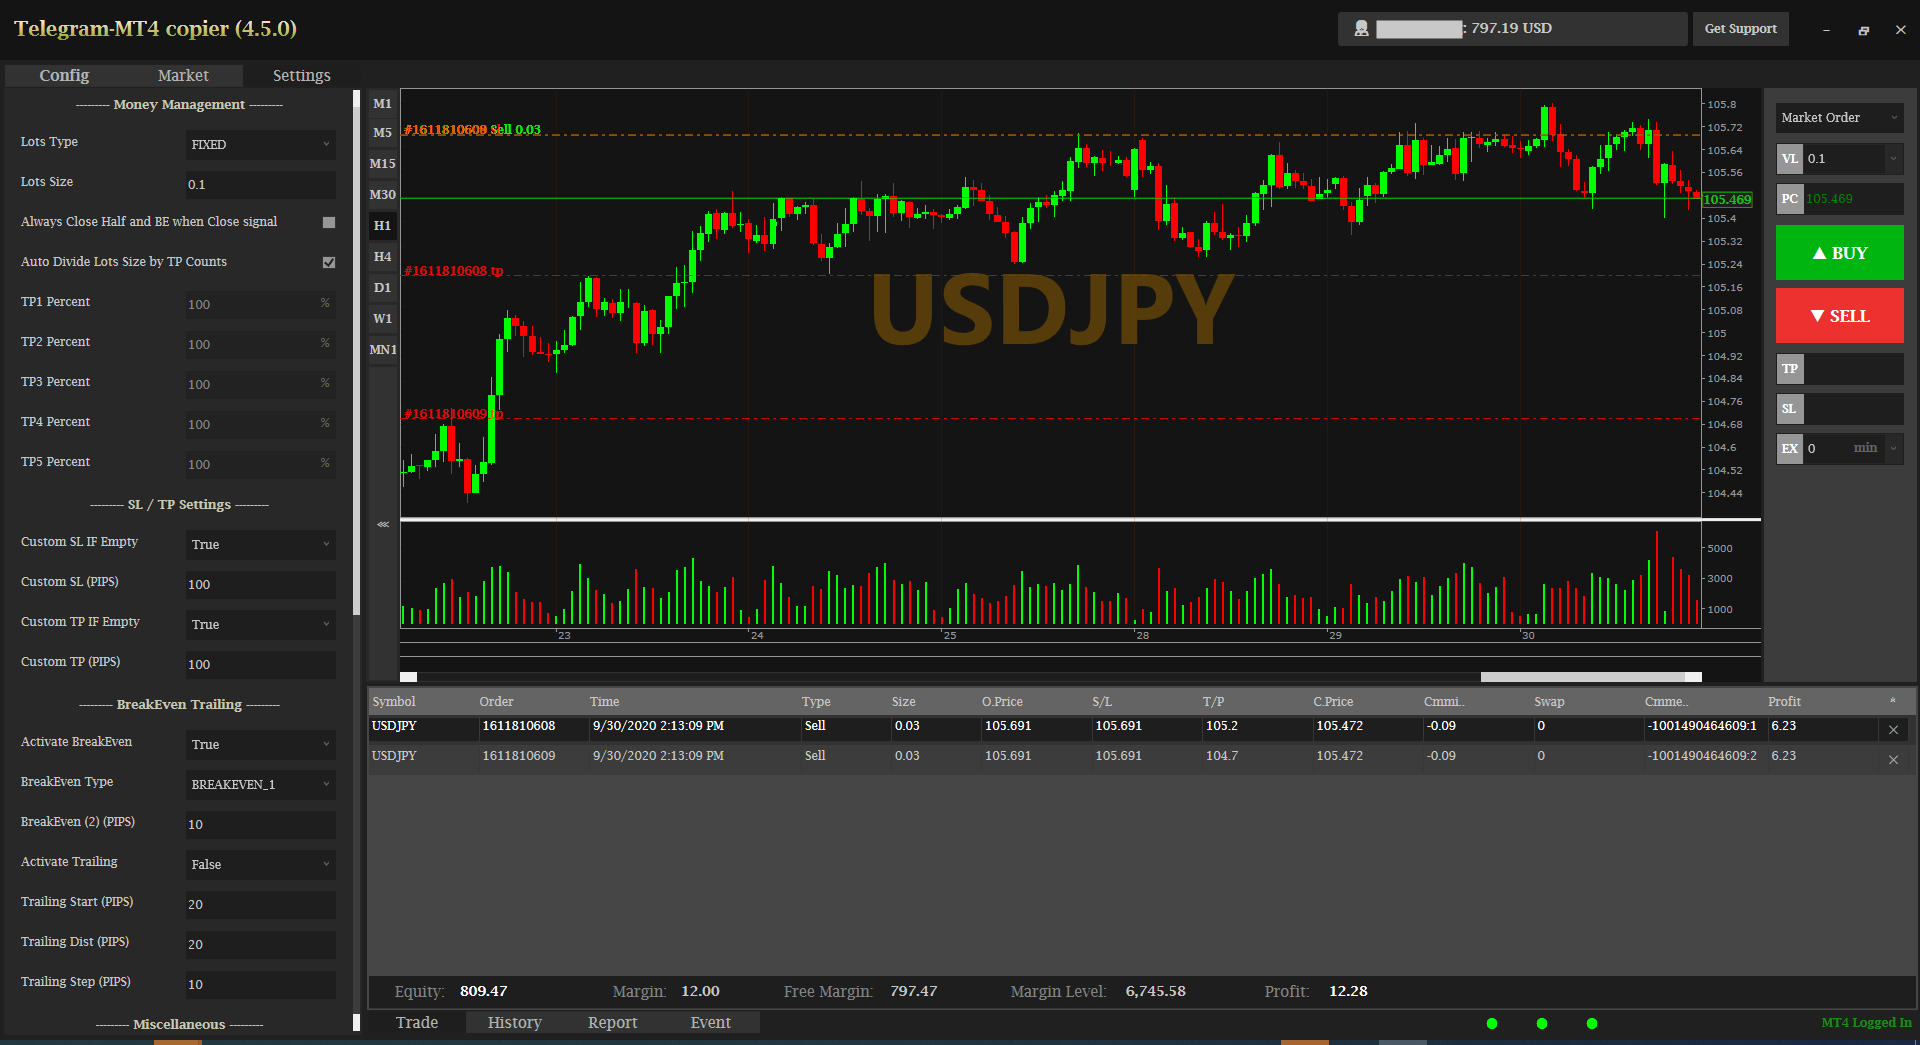 Telegram-MT4 copier (4.5.0)
: 797.19 USD
Get Support
Config Market Settings
--------- Money Management ---------
Lots Type FIXED
Lots Size 0.1
Always Close Half and BE when Close signal
Auto Divide Lots Size by TP Counts
TP1 Percent 100 %
TP2 Percent 100 %
TP3 Percent 100 %
TP4 Percent 100 %
TP5 Percent 100 %
--------- SL / TP Settings ---------
Custom SL IF Empty True
Custom SL (PIPS) 100
Custom TP IF Empty True
Custom TP (PIPS) 100
--------- BreakEven Trailing ---------
Activate BreakEven True
BreakEven Type BREAKEVEN_1
BreakEven (2) (PIPS) 10
Activate Trailing False
Trailing Start (PIPS) 20
Trailing Dist (PIPS) 20
Trailing Step (PIPS) 10
--------- Miscellaneous ---------
M1
M5
M15
M30
H1
H4
D1
W1
MN1
#1611810609 Sell 0.03
#1611810608 tp
#1611810609 tp
USDJPY
105.8
105.72
105.64
105.56
105.469
105.4
105.32
105.24
105.16
105.08
105
104.92
104.84
104.76
104.68
104.6
104.52
104.44
5000
3000
1000
23 24 25 28 29 30
Market Order
VL 0.1
PC 105.469
▲ BUY
▼ SELL
TP
SL
EX 0 min
Symbol Order Time Type Size O.Price S/L T/P C.Price Cmmi.. Swap Cmme.. Profit
USDJPY 1611810608 9/30/2020 2:13:09 PM Sell 0.03 105.691 105.691 105.2 105.472 -0.09 0 -1001490464609:1 6.23
USDJPY 1611810609 9/30/2020 2:13:09 PM Sell 0.03 105.691 105.691 104.7 105.472 -0.09 0 -1001490464609:2 6.23
Equity: 809.47 Margin: 12.00 Free Margin: 797.47 Margin Level: 6,745.58 Profit: 12.28
Trade History Report Event
MT4 Logged In